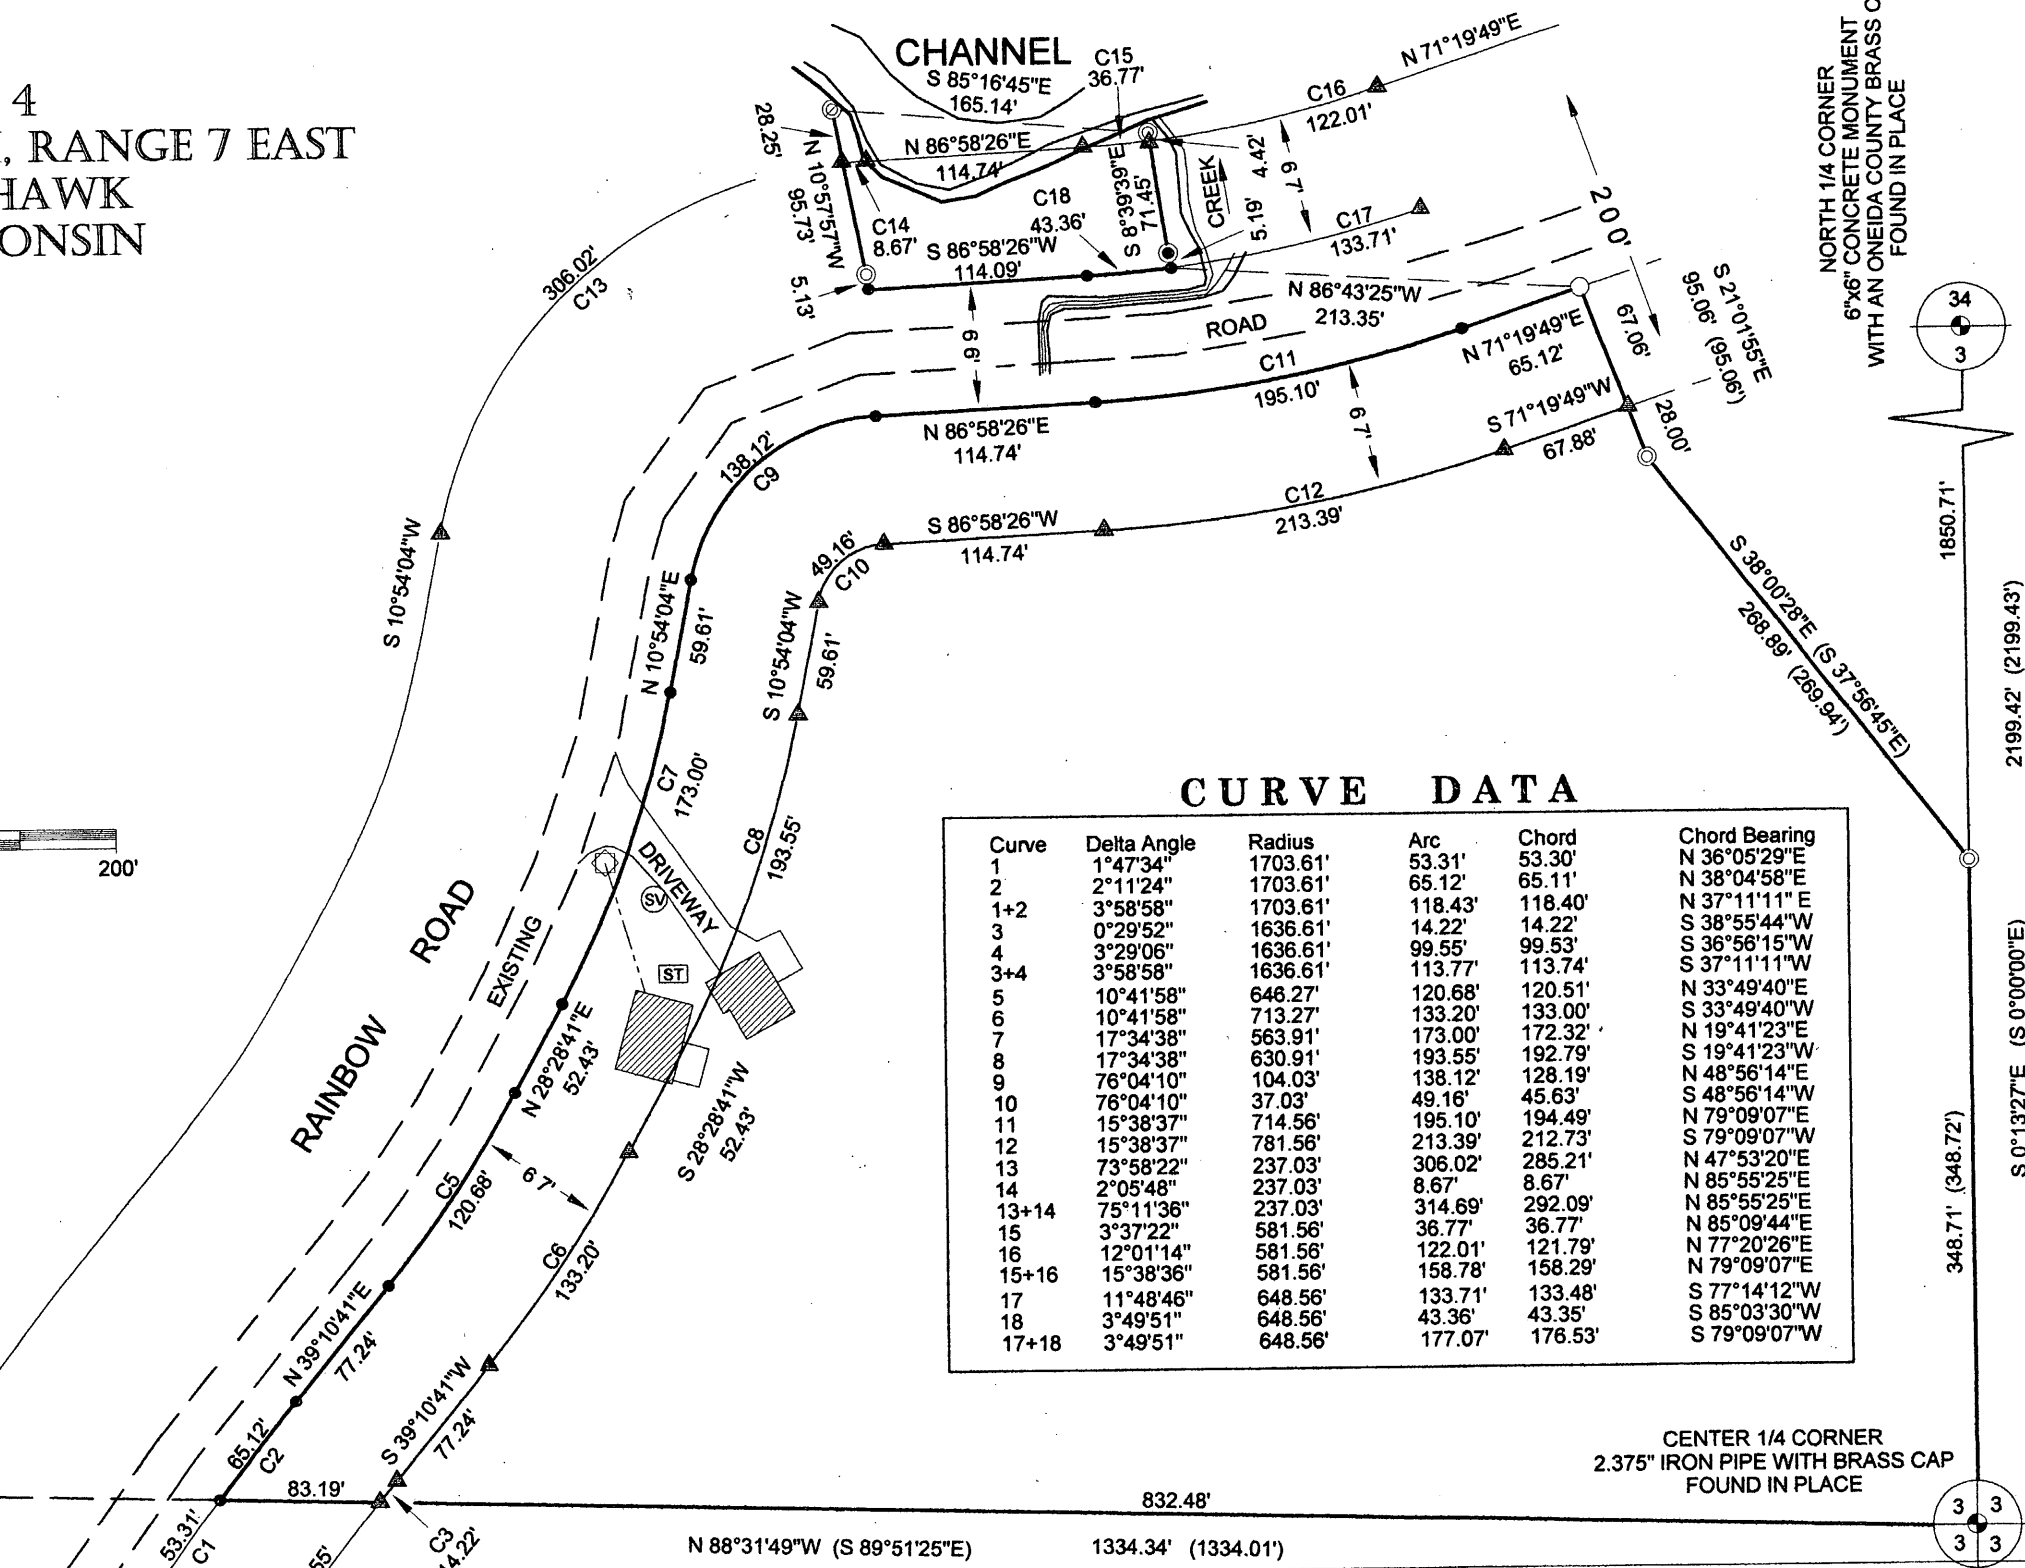 4
, RANGE 7 EAST
HAWK
ONSIN
CHANNEL
S 85°16'45"E
165.14'
C15
36.77'
N 71°19'49"E
C16
122.01'
28.25'
N 86°58'26"E
114.74'
N 10°57'57"W
95.73'
C14
8.67'
C18
43.36'
S 8°39'39"E
71.45'
CREEK
4.42'
5.19'
67'
C17
133.71'
200'
S 86°58'26"W
114.09'
5.13'
306.02'
C13
66'
N 86°43'25"W
213.35'
ROAD
N 71°19'49"E
65.12'
67.06'
S 21°01'55"E
95.06' (95.06')
C11
195.10'
S 71°19'49"W
67.88'
28.00'
67'
N 86°58'26"E
114.74'
138.12'
C9
C12
213.39'
S 86°58'26"W
114.74'
49.16'
C10
S 10°54'04"W
N 10°54'04"E
59.61'
S 10°54'04"W
59.61'
C7
173.00'
C8
193.55'
S 38°00'28"E (S 37°56'45"E)
268.89' (269.94')
NORTH 1/4 CORNER
6"x6" CONCRETE MONUMENT
WITH AN ONEIDA COUNTY BRASS C
FOUND IN PLACE
34
3
1850.71'
2199.42' (2199.43')
348.71' (348.72')
S 0°13'27"E (S 0°00'00"E)
200'
DRIVEWAY
SV
ST
RAINBOW ROAD
EXISTING
N 28°28'41"E
52.43'
S 28°28'41"W
52.43'
67'
C5
120.68'
C6
133.20'
N 39°10'41"E
77.24'
S 39°10'41"W
77.24'
65.12'
C2
83.19'
53.31'
C1
C3
55'
832.48'
N 88°31'49"W (S 89°51'25"E) 1334.34' (1334.01')
CENTER 1/4 CORNER
2.375" IRON PIPE WITH BRASS CAP
FOUND IN PLACE
3 3
3 3
CURVE DATA
Curve Delta Angle Radius Arc Chord Chord Bearing
1 1°47'34" 1703.61' 53.31' 53.30' N 36°05'29"E
2 2°11'24" 1703.61' 65.12' 65.11' N 38°04'58"E
1+2 3°58'58" 1703.61' 118.43' 118.40' N 37°11'11" E
3 0°29'52" 1636.61' 14.22' 14.22' S 38°55'44"W
4 3°29'06" 1636.61' 99.55' 99.53' S 36°56'15"W
3+4 3°58'58" 1636.61' 113.77' 113.74' S 37°11'11"W
5 10°41'58" 646.27' 120.68' 120.51' N 33°49'40"E
6 10°41'58" 713.27' 133.20' 133.00' S 33°49'40"W
7 17°34'38" 563.91' 173.00' 172.32' N 19°41'23"E
8 17°34'38" 630.91' 193.55' 192.79' S 19°41'23"W
9 76°04'10" 104.03' 138.12' 128.19' N 48°56'14"E
10 76°04'10" 37.03' 49.16' 45.63' S 48°56'14"W
11 15°38'37" 714.56' 195.10' 194.49' N 79°09'07"E
12 15°38'37" 781.56' 213.39' 212.73' S 79°09'07"W
13 73°58'22" 237.03' 306.02' 285.21' N 47°53'20"E
14 2°05'48" 237.03' 8.67' 8.67' N 85°55'25"E
13+14 75°11'36" 237.03' 314.69' 292.09' N 85°55'25"E
15 3°37'22" 581.56' 36.77' 36.77' N 85°09'44"E
16 12°01'14" 581.56' 122.01' 121.79' N 77°20'26"E
15+16 15°38'36" 581.56' 158.78' 158.29' N 79°09'07"E
17 11°48'46" 648.56' 133.71' 133.48' S 77°14'12"W
18 3°49'51" 648.56' 43.36' 43.35' S 85°03'30"W
17+18 3°49'51" 648.56' 177.07' 176.53' S 79°09'07"W